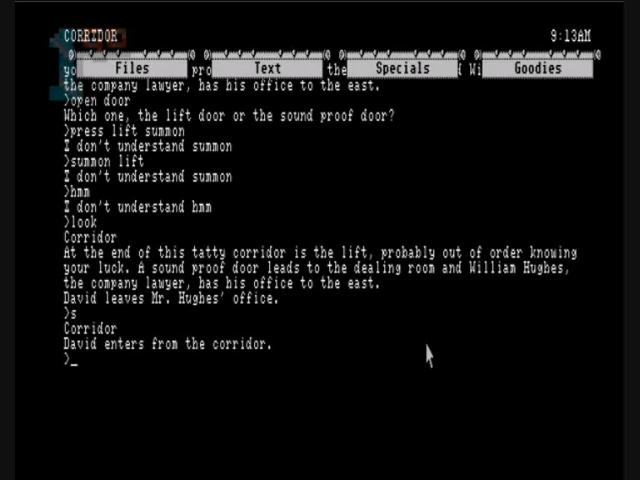 CORRIDOR 9:13AM
Files Text Specials Goodies
yo pro the d Wi
the company lawyer, has his office to the east.
>open door
Which one, the lift door or the sound proof door?
>press lift summon
I don't understand summon
>summon lift
I don't understand summon
>hmm
I don't understand hmm
>look
Corridor
At the end of this tatty corridor is the lift, probably out of order knowing
your luck. A sound proof door leads to the dealing room and William Hughes,
the company lawyer, has his office to the east.
David leaves Mr. Hughes' office.
>s
Corridor
David enters from the corridor.
>_